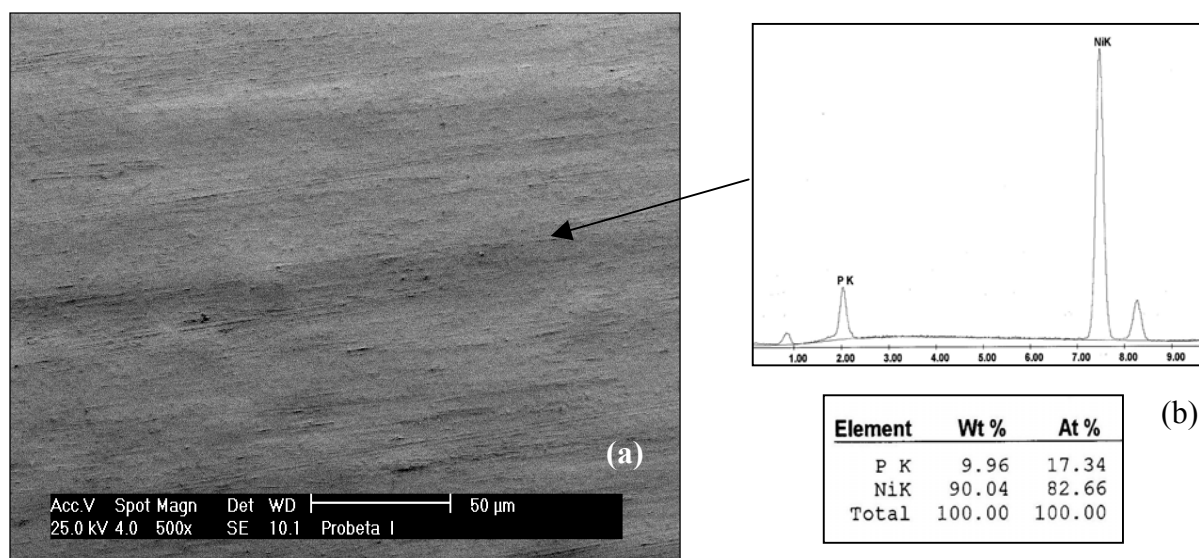 (a)
Acc.V Spot Magn Det WD 50 µm
25.0 kV 4.0 500x SE 10.1 Probeta I
NiK
P K
1.00 2.00 3.00 4.00 5.00 6.00 7.00 8.00 9.00
(b)
Element Wt % At %
P K 9.96 17.34
NiK 90.04 82.66
Total 100.00 100.00